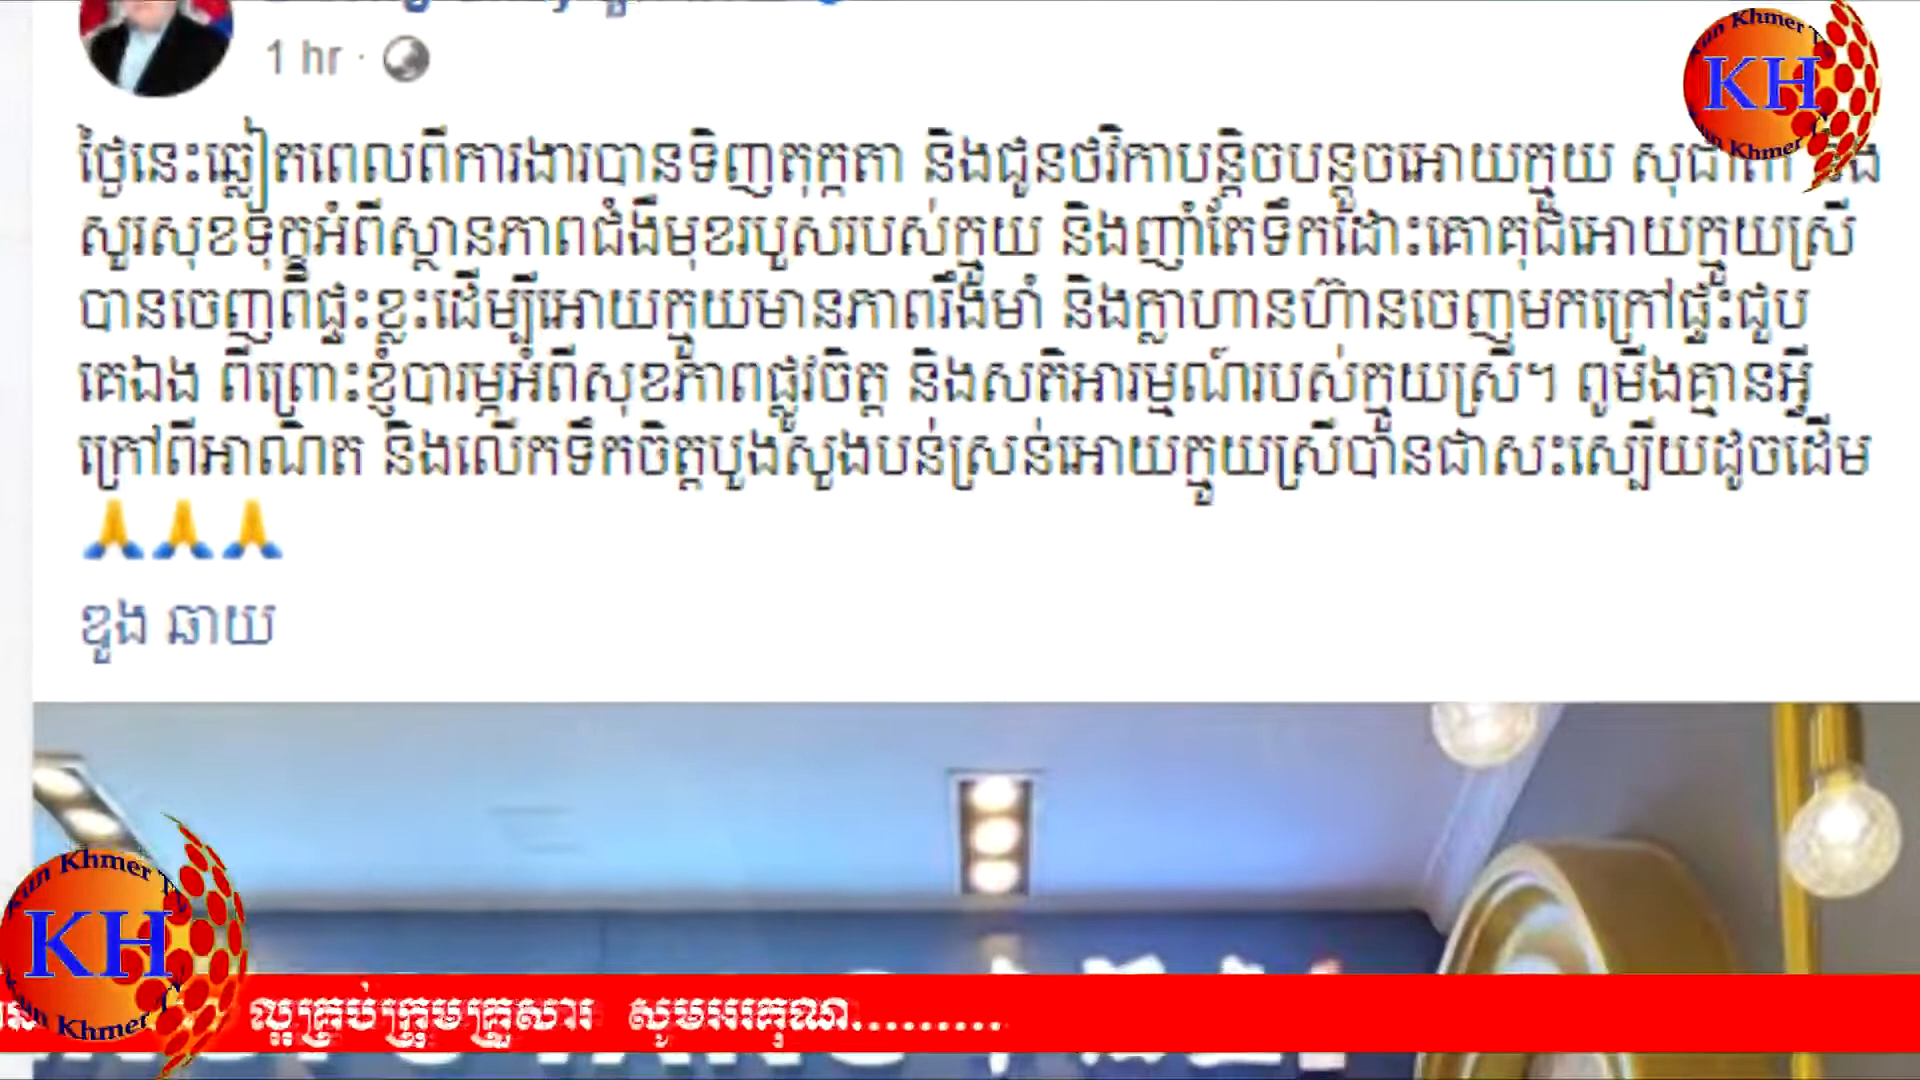 1 hr ·
ថ្ងៃនេះឆ្លៀតពេលពីការងារបានទិញតុក្កតា និងជូនថវិកាបន្តិចបន្តួចអោយក្មួយ សុជាតា
សួរសុខទុក្ខអំពីស្ថានភាពជំងឺមុខរបួសរបស់ក្មួយ និងញ៉ាំតែទឹកដោះគោគុជអោយក្មួយស្រី
បានចេញពីផ្ទះខ្លះដើម្បីអោយក្មួយមានភាពរឹងមាំ និងក្លាហានហ៊ានចេញមកក្រៅផ្ទះជួប
គេឯង ពីព្រោះខ្ញុំបារម្ភអំពីសុខភាពផ្លូវចិត្ត និងសតិអារម្មណ៍របស់ក្មួយស្រី។ ពូមីងគ្មានអ្វី
ក្រៅពីអាណិត និងលើកទឹកចិត្តបួងសួងបន់ស្រន់អោយក្មួយស្រីបានជាសះស្បើយដូចដើម
🙏🙏🙏
ឌួង ឆាយ
Kun Khmer
KH
Kun Khmer
Kun Khmer
KH
Kun Khmer
ល្អគ្រប់ក្រុមគ្រួសារ សូមអរគុណ.........